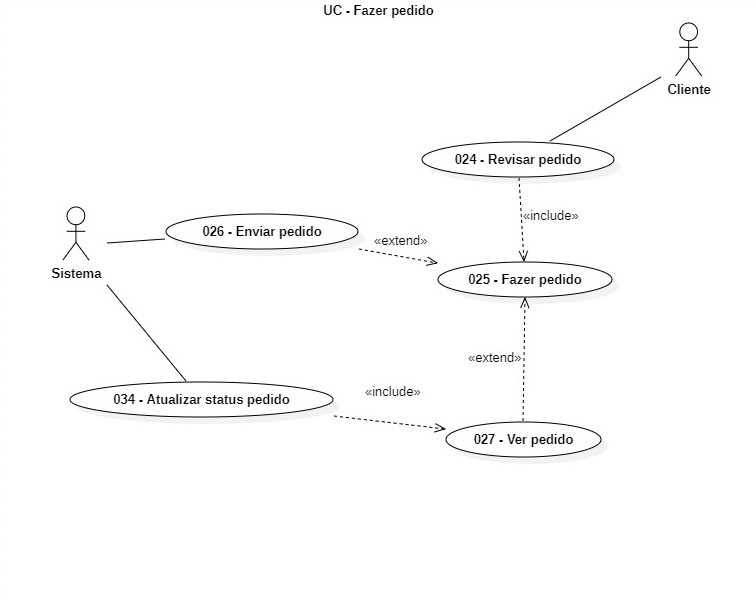 UC - Fazer pedido
Cliente
024 - Revisar pedido
«include»
026 - Enviar pedido
«extend»
Sistema
025 - Fazer pedido
«extend»
«include»
034 - Atualizar status pedido
027 - Ver pedido